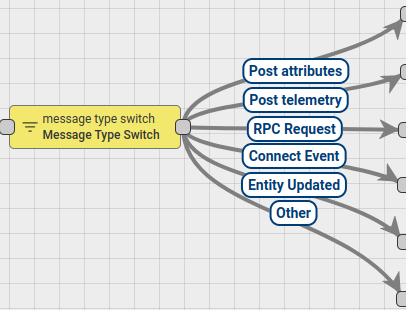 message type switch
Message Type Switch
Post attributes
Post telemetry
RPC Request
Connect Event
Entity Updated
Other